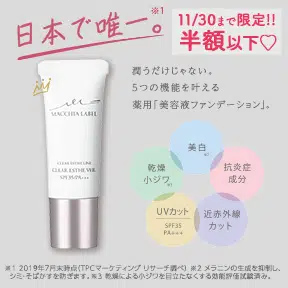 日本で唯一。※1
11/30まで限定!!
半額以下♡
潤うだけじゃない。
5つの機能を叶える
薬用「美容液ファンデーション」。
MACCHIA LABEL
CLEAR ESTHE VEIL
SPF35/PA+++
美白
※2
乾燥
小ジワ※3
抗炎症
成分
UVカット
SPF35
PA+++
近赤外線
カット
※1 2019年7月末時点(TPCマーケティング リサーチ調べ) ※2 メラニンの生成を抑制し、
シミ・そばかすを防ぎます。※3 乾燥による小ジワを目立たなくする効能評価試験済み。